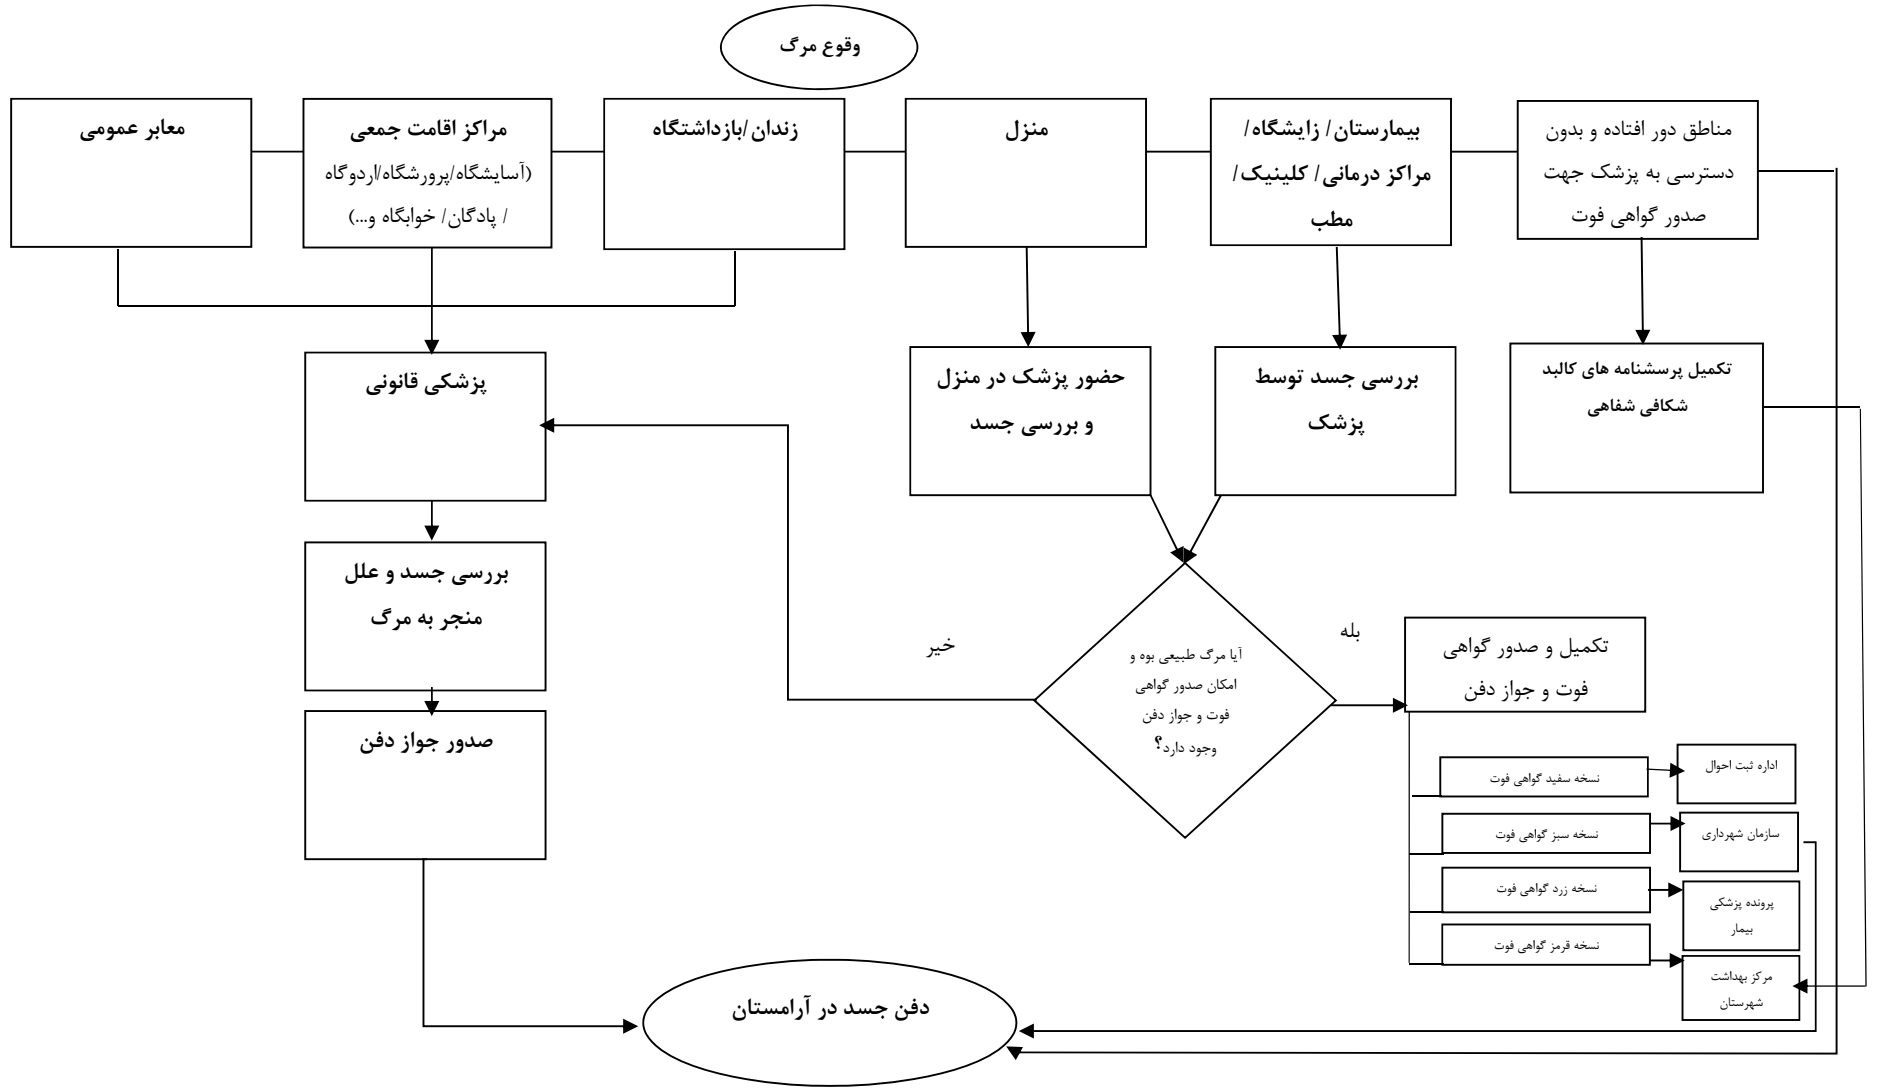 وقوع مرگ
مناطق دور افتاده و بدون
دسترسی به پزشک جهت
صدور گواهی فوت
بیمارستان/ زایشگاه/
مراکز درمانی/ کلینیک/
مطب
منزل
زندان/بازداشتگاه
مراکز اقامت جمعی
(آسایشگاه/پرورشگاه/اردوگاه
/ پادگان/ خوابگاه و...)
معابر عمومی
تکمیل پرسشنامه های کالبد
شکافی شفاهی
بررسی جسد توسط
پزشک
حضور پزشک در منزل
و بررسی جسد
پزشکی قانونی
بررسی جسد و علل
منجر به مرگ
صدور جواز دفن
آیا مرگ طبیعی بوه و
امکان صدور گواهی
فوت و جواز دفن
وجود دارد؟
بله
خیر
تکمیل و صدور گواهی
فوت و جواز دفن
نسخه سفید گواهی فوت
اداره ثبت احوال
نسخه سبز گواهی فوت
سازمان شهرداری
نسخه زرد گواهی فوت
پرونده پزشکی
بیمار
نسخه قرمز گواهی فوت
مرکز بهداشت
شهرستان
دفن جسد در آرامستان